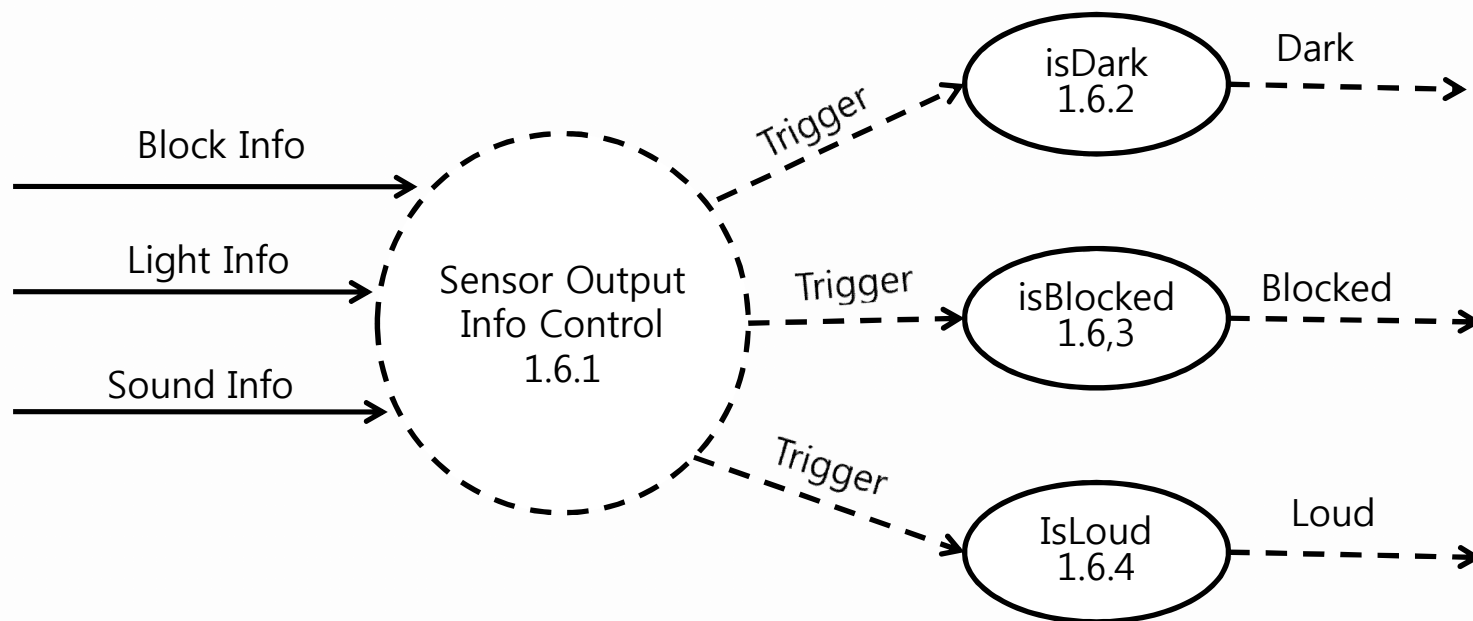 Block Info
Light Info
Sound Info
Sensor Output
Info Control
1.6.1
Trigger
Trigger
Trigger
isDark
1.6.2
Dark
isBlocked
1.6,3
Blocked
IsLoud
1.6.4
Loud